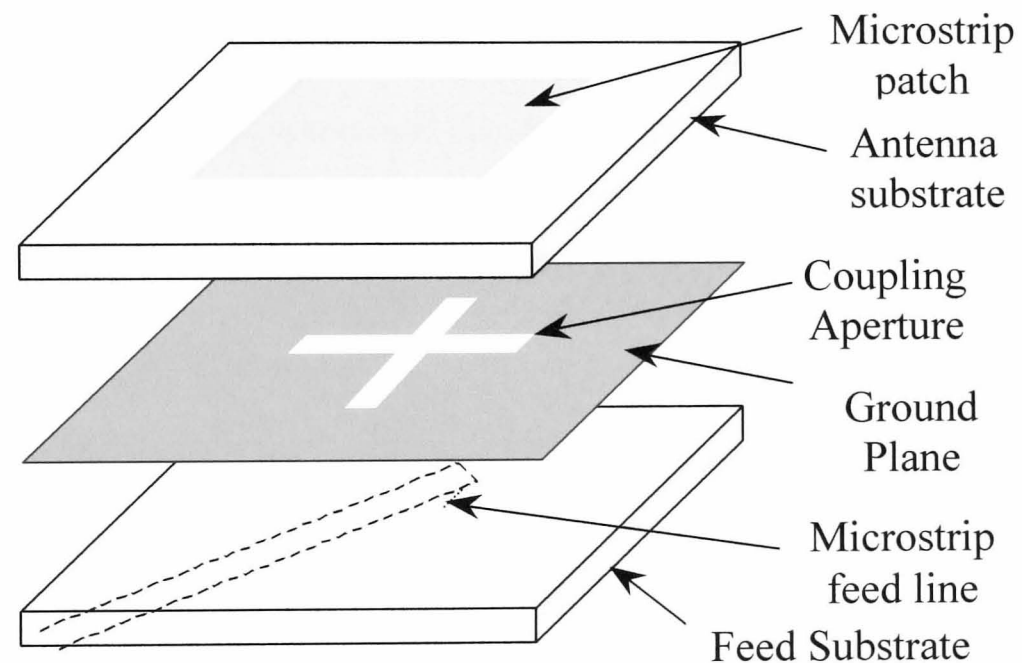 Microstrip
patch
Antenna
substrate
Coupling
Aperture
Ground
Plane
Microstrip
feed line
Feed Substrate